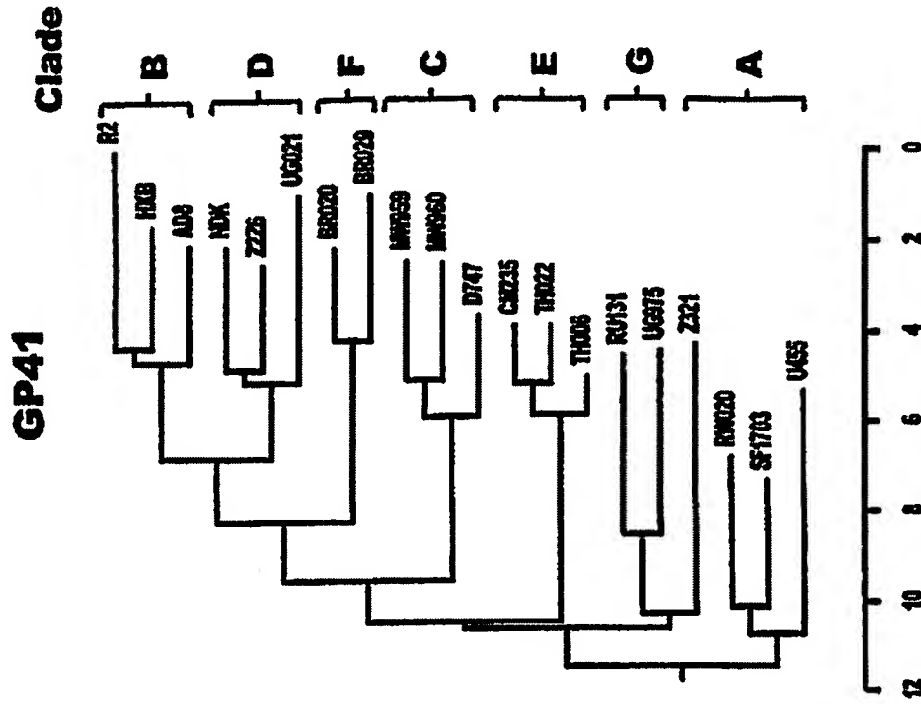 GP41
Clade
B
D
F
C
E
G
A
R2
HXB
AD8
NDK
Z226
UG021
BR020
BR029
MW959
MW960
D747
CM235
TH022
TH006
RU131
UG975
Z321
RW020
SF1703
U455
12 10 8 6 4 2 0